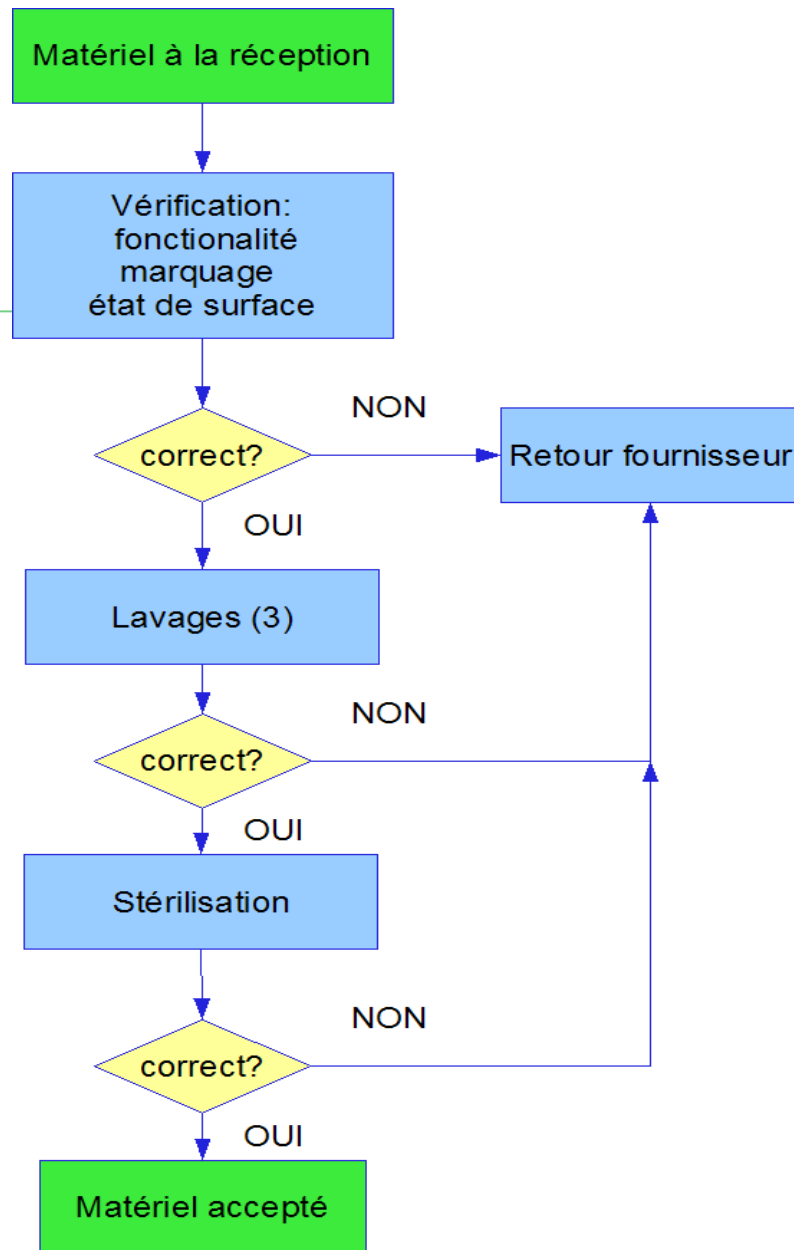 Matériel à la réception
Vérification:
fonctionalité
marquage
état de surface
NON
correct?
Retour fournisseur
OUI
Lavages (3)
NON
correct?
OUI
Stérilisation
NON
correct?
OUI
Matériel accepté